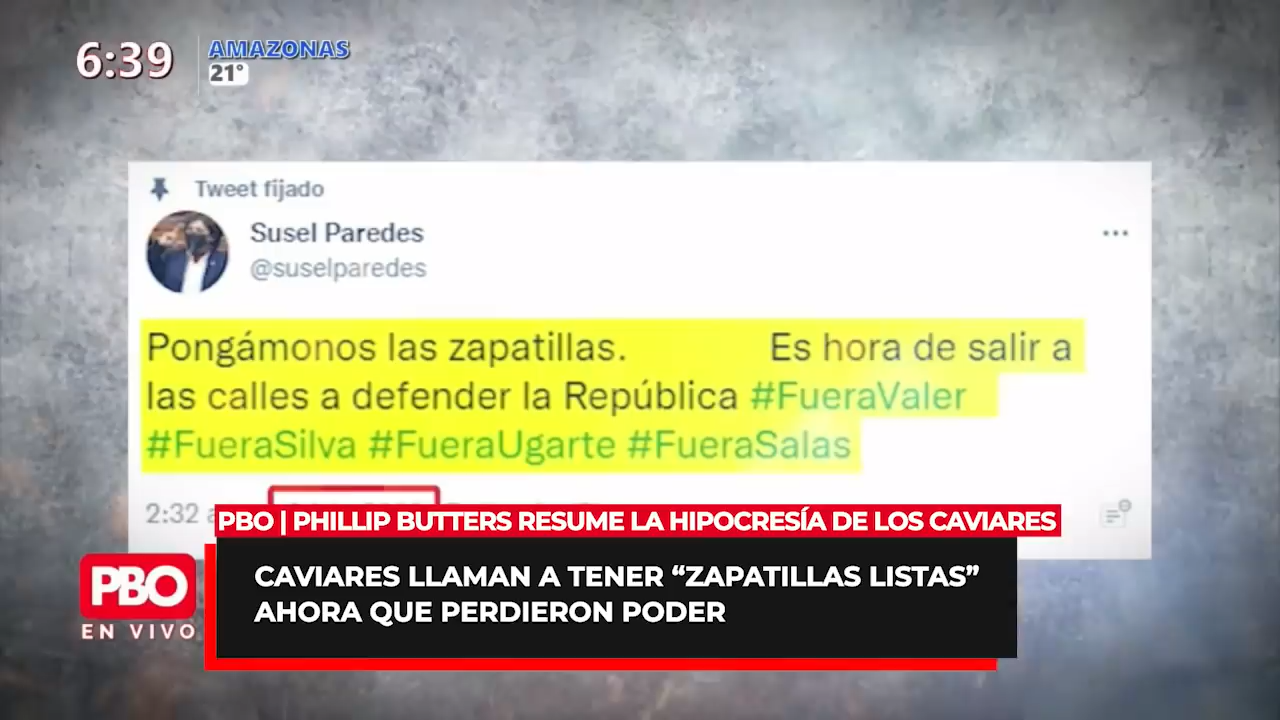 6:39
AMAZONAS
21°
Tweet fijado
Susel Paredes
@suselparedes
Pongámonos las zapatillas. Es hora de salir a
las calles a defender la República #FueraValer
#FueraSilva #FueraUgarte #FueraSalas
2:32
PBO | PHILLIP BUTTERS RESUME LA HIPOCRESÍA DE LOS CAVIARES
CAVIARES LLAMAN A TENER “ZAPATILLAS LISTAS”
AHORA QUE PERDIERON PODER
PBO
EN VIVO